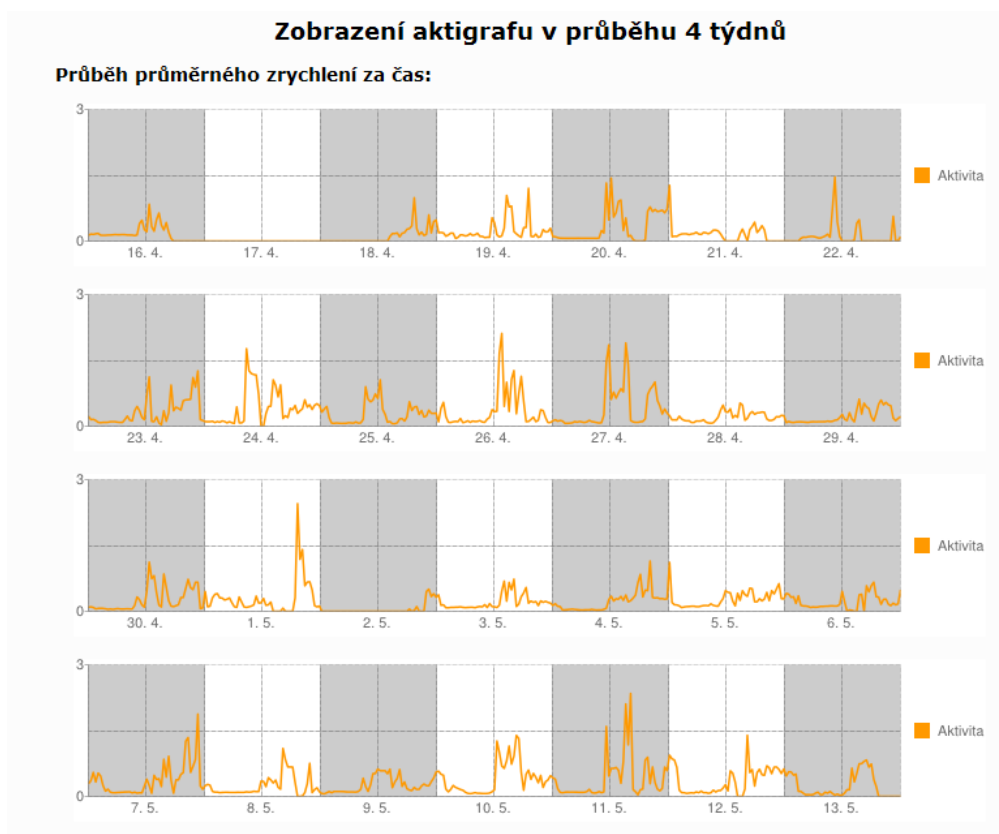 Zobrazení aktigrafu v průběhu 4 týdnů
Průběh průměrného zrychlení za čas:
3
0
16. 4. 17. 4. 18. 4. 19. 4. 20. 4. 21. 4. 22. 4.
Aktivita
3
0
23. 4. 24. 4. 25. 4. 26. 4. 27. 4. 28. 4. 29. 4.
Aktivita
3
0
30. 4. 1. 5. 2. 5. 3. 5. 4. 5. 5. 5. 6. 5.
Aktivita
3
0
7. 5. 8. 5. 9. 5. 10. 5. 11. 5. 12. 5. 13. 5.
Aktivita